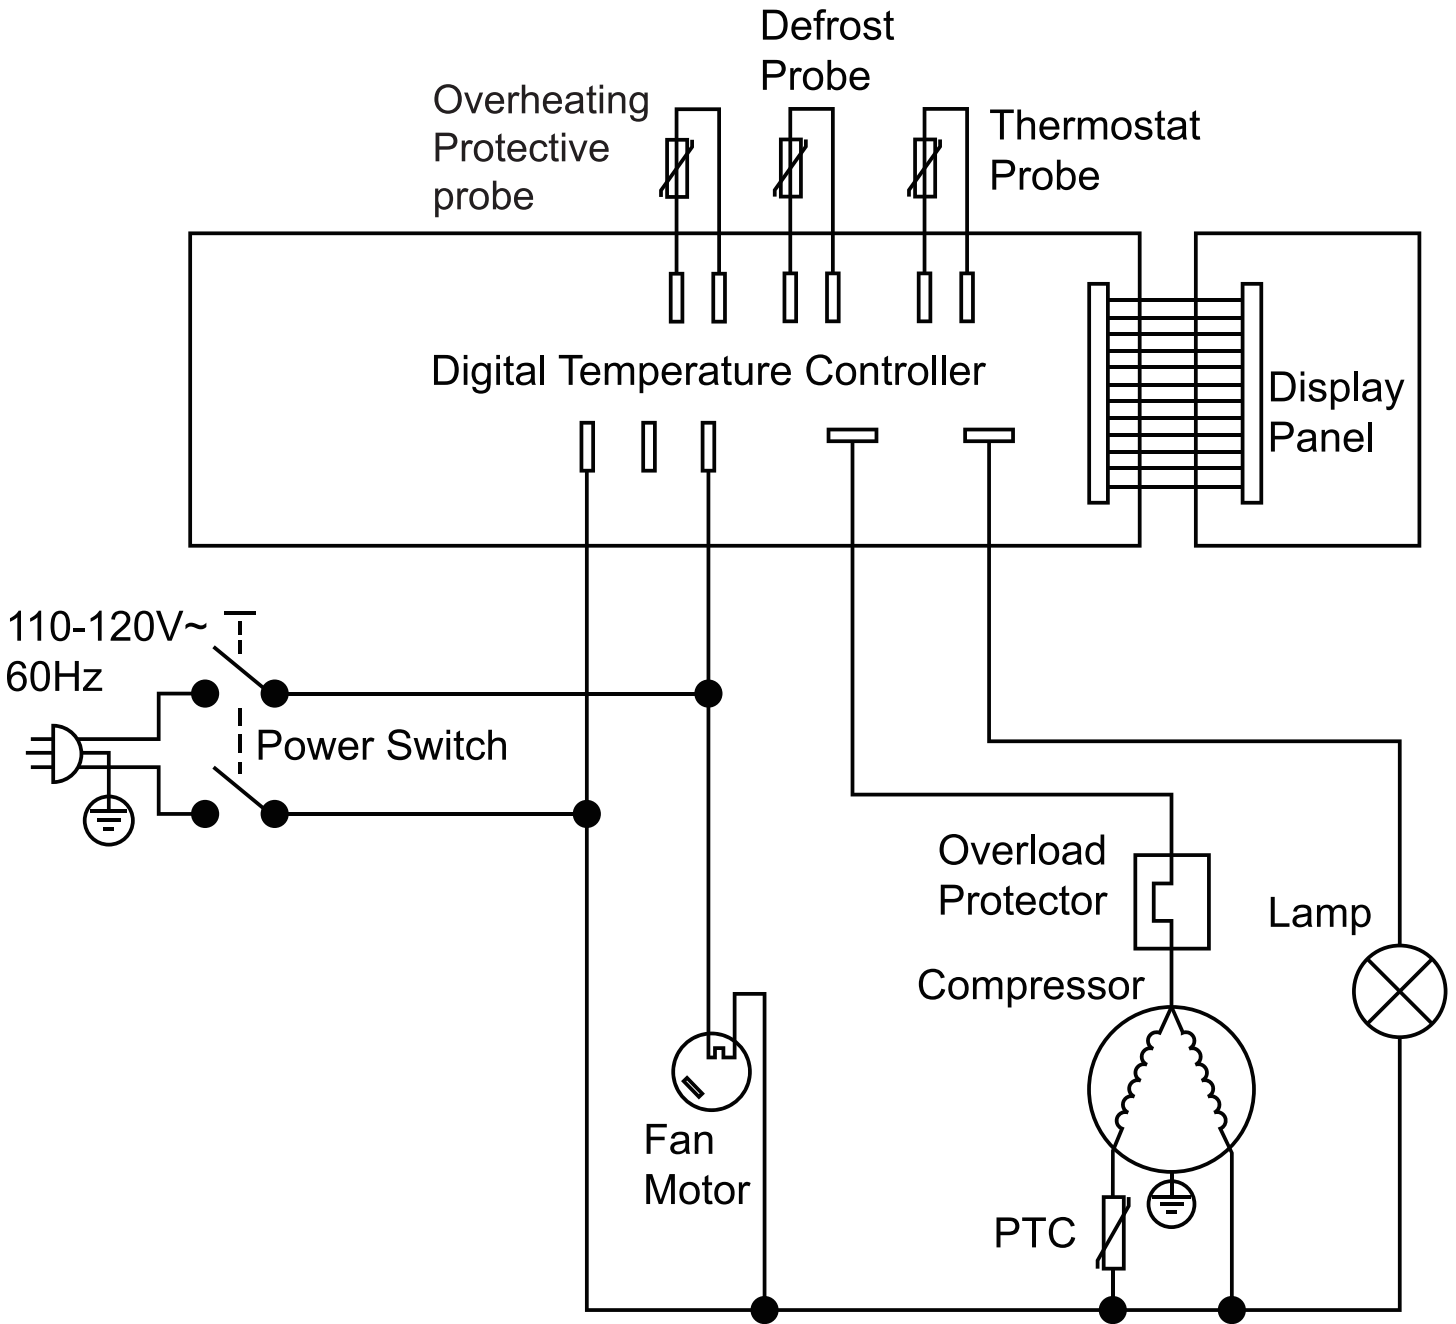 Defrost
Probe
Overheating
Protective
probe
Thermostat
Probe
Digital Temperature Controller
Display
Panel
110-120V~
60Hz
Power Switch
Overload
Protector
Lamp
Compressor
Fan
Motor
PTC